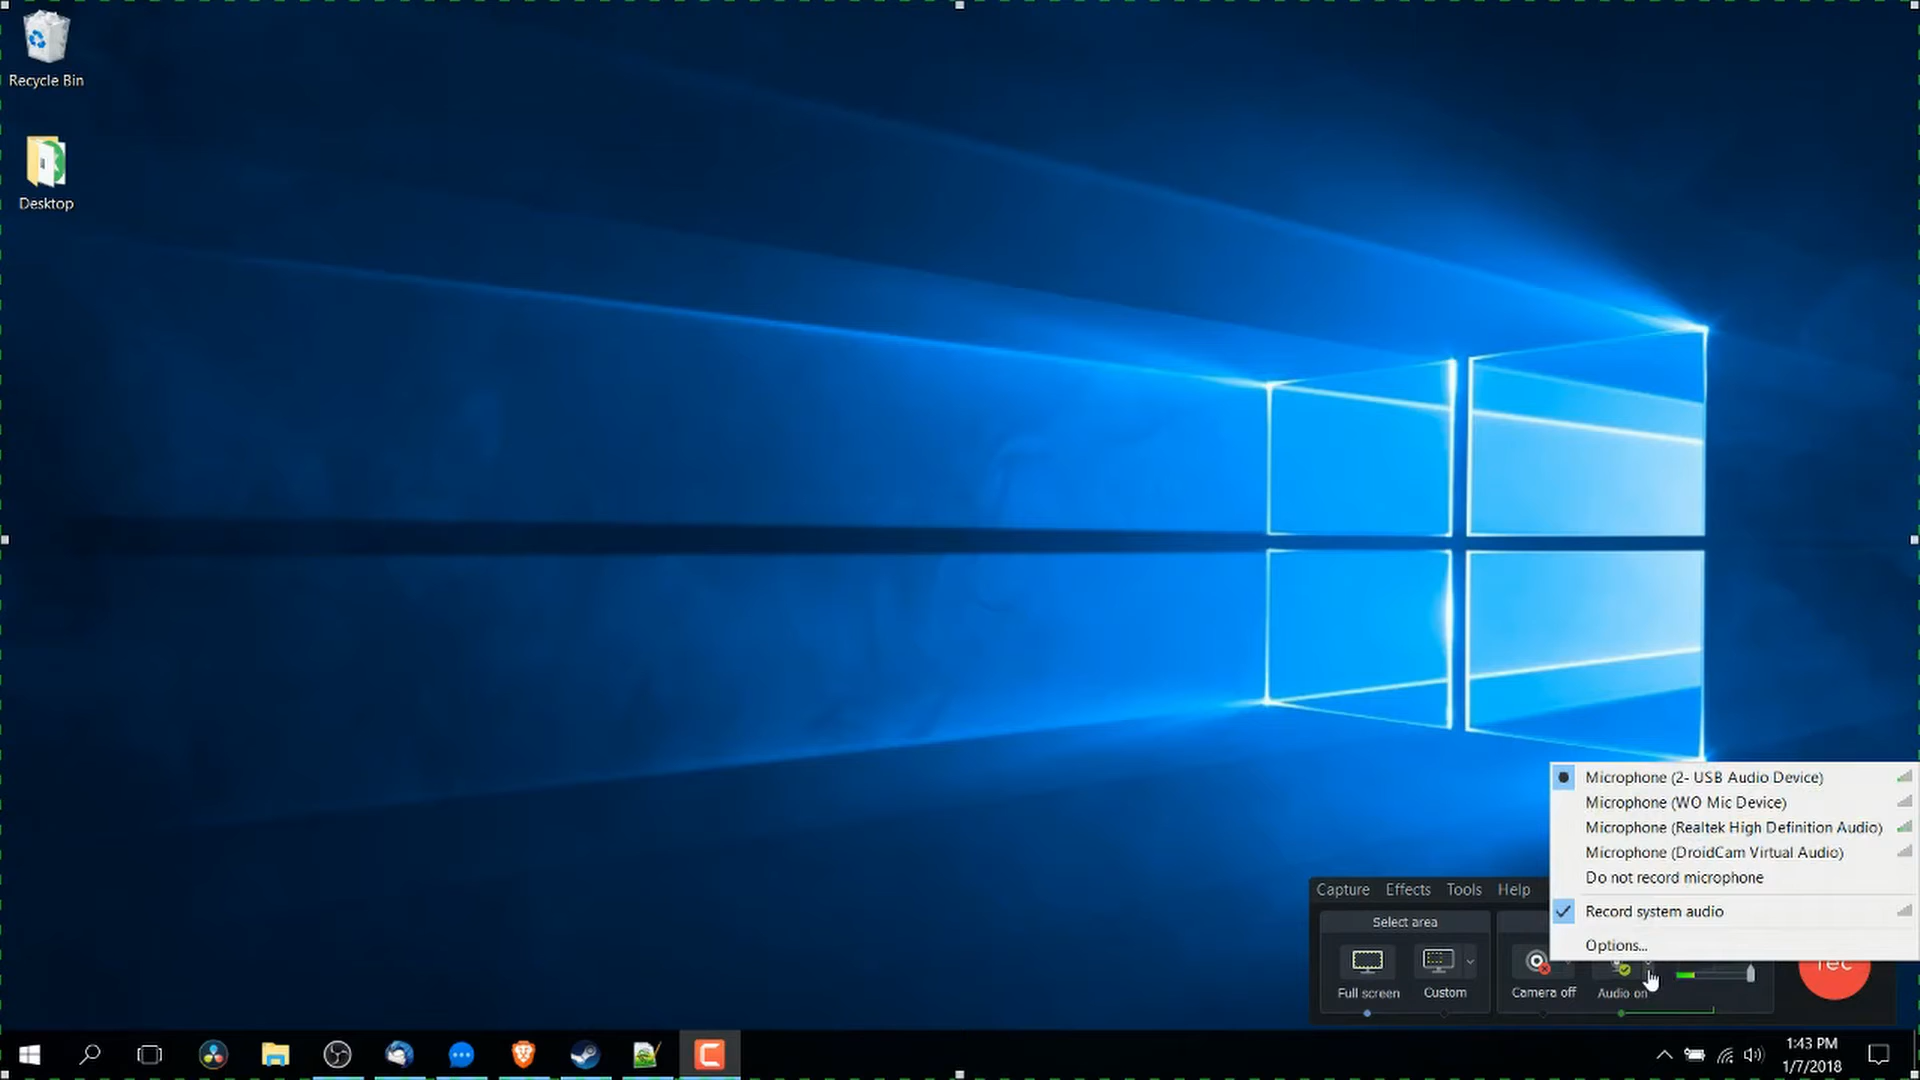 Recycle Bin
Desktop
Microphone (2- USB Audio Device)
Microphone (WO Mic Device)
Microphone (Realtek High Definition Audio)
Microphone (DroidCam Virtual Audio)
Do not record microphone
Record system audio
Options...
Capture Effects Tools Help
Select area
rec
Full screen Custom Camera off Audio on
1:43 PM
1/7/2018